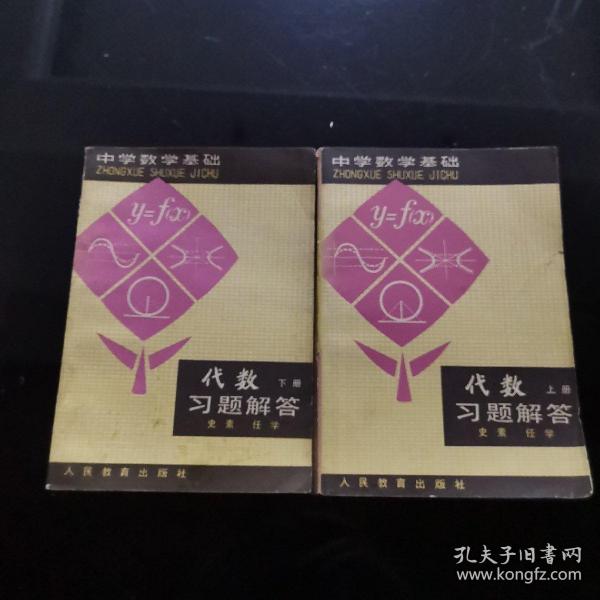 中学数学基础
ZHONGXUE SHUXUE JICHU
y=f(x)
代数 下册
习题解答
史素 任学
人民教育出版社
中学数学基础
ZHONGXUE SHUXUE JICHU
y=f(x)
代数 上册
习题解答
史素 任学
人民教育出版社
孔夫子旧书网
www.kongfz.com